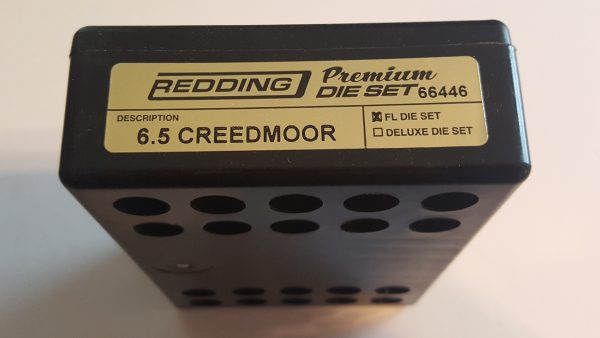 REDDING Premium
DIE SET 66446
DESCRIPTION
6.5 CREEDMOOR
☒ FL DIE SET
☐ DELUXE DIE SET